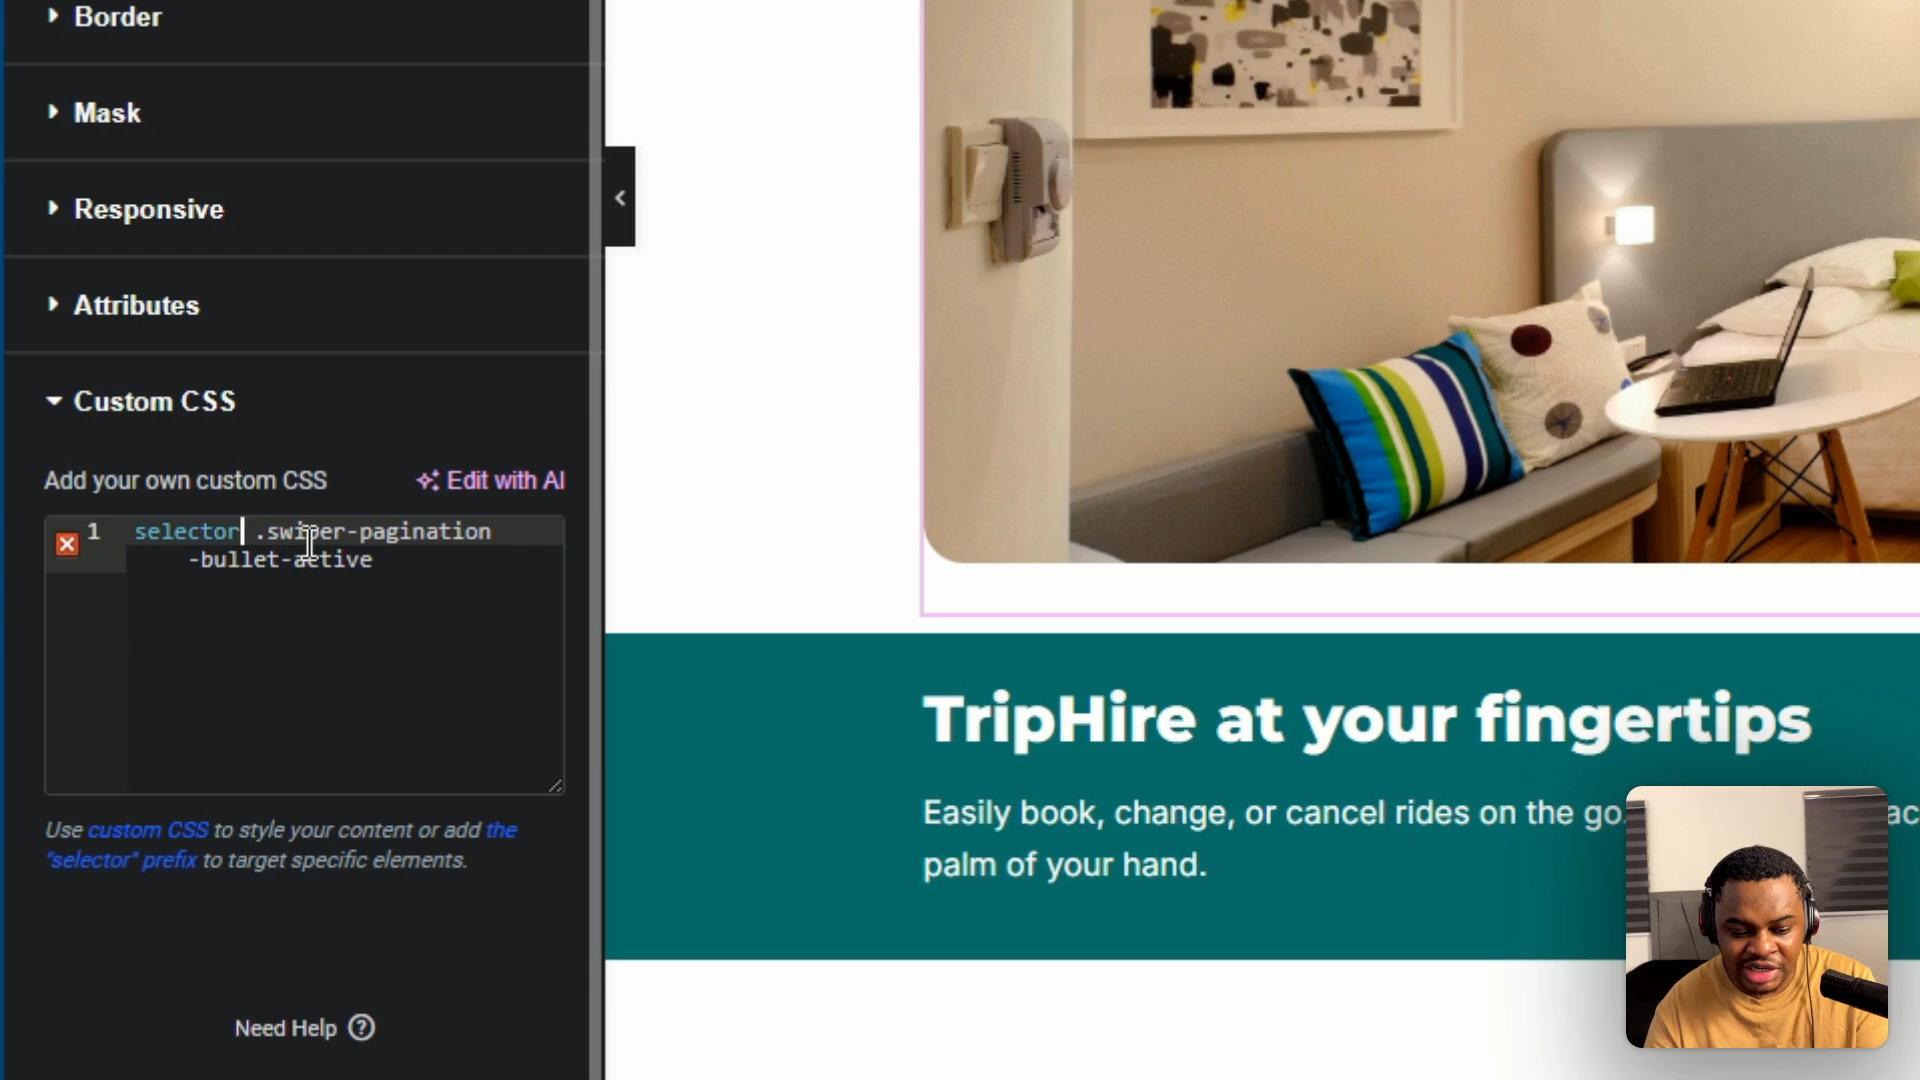 Border
Mask
Responsive
Attributes
Custom CSS
Add your own custom CSS
Edit with AI
1 selector .swiper-pagination
-bullet-active
Use custom CSS to style your content or add the
"selector" prefix to target specific elements.
Need Help
TripHire at your fingertips
Easily book, change, or cancel rides on the go.
palm of your hand.